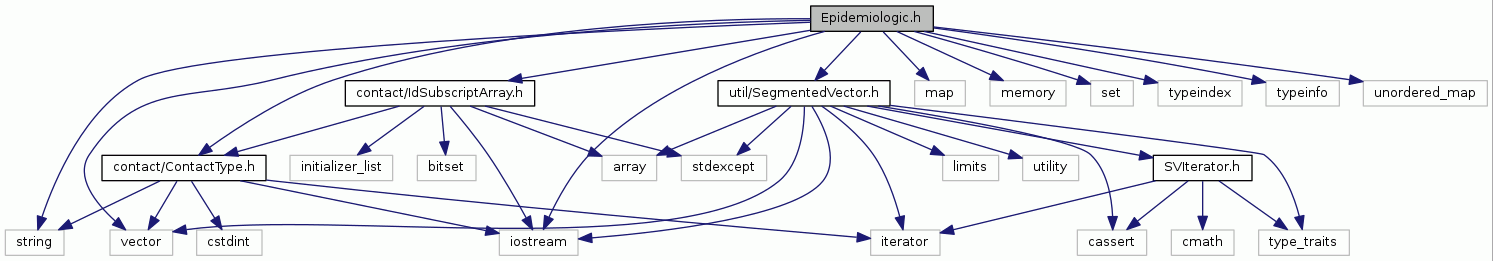 Epidemiologic.h
contact/IdSubscriptArray.h
util/SegmentedVector.h
map
memory
set
typeindex
typeinfo
unordered_map
contact/ContactType.h
initializer_list
bitset
array
stdexcept
limits
utility
SVIterator.h
string
vector
cstdint
iostream
iterator
cassert
cmath
type_traits